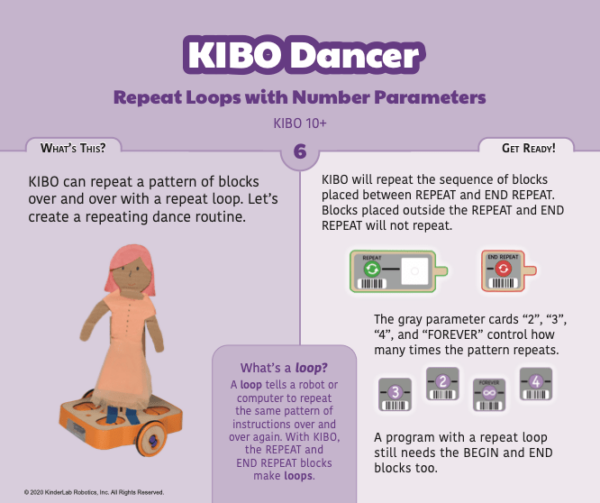 KIBO Dancer
Repeat Loops with Number Parameters
KIBO 10+
6
What's This?
KIBO can repeat a pattern of blocks
over and over with a repeat loop. Let's
create a repeating dance routine.
What's a loop?
A loop tells a robot or
computer to repeat
the same pattern of
instructions over and
over again. With KIBO,
the REPEAT and
END REPEAT blocks
make loops.
© 2020 KinderLab Robotics, Inc. All Rights Reserved.
Get Ready!
KIBO will repeat the sequence of blocks
placed between REPEAT and END REPEAT.
Blocks placed outside the REPEAT and END
REPEAT will not repeat.
REPEAT
END REPEAT
The gray parameter cards “2”, “3”,
“4”, and “FOREVER” control how
many times the pattern repeats.
3
2
FOREVER
∞
4
A program with a repeat loop
still needs the BEGIN and END
blocks too.